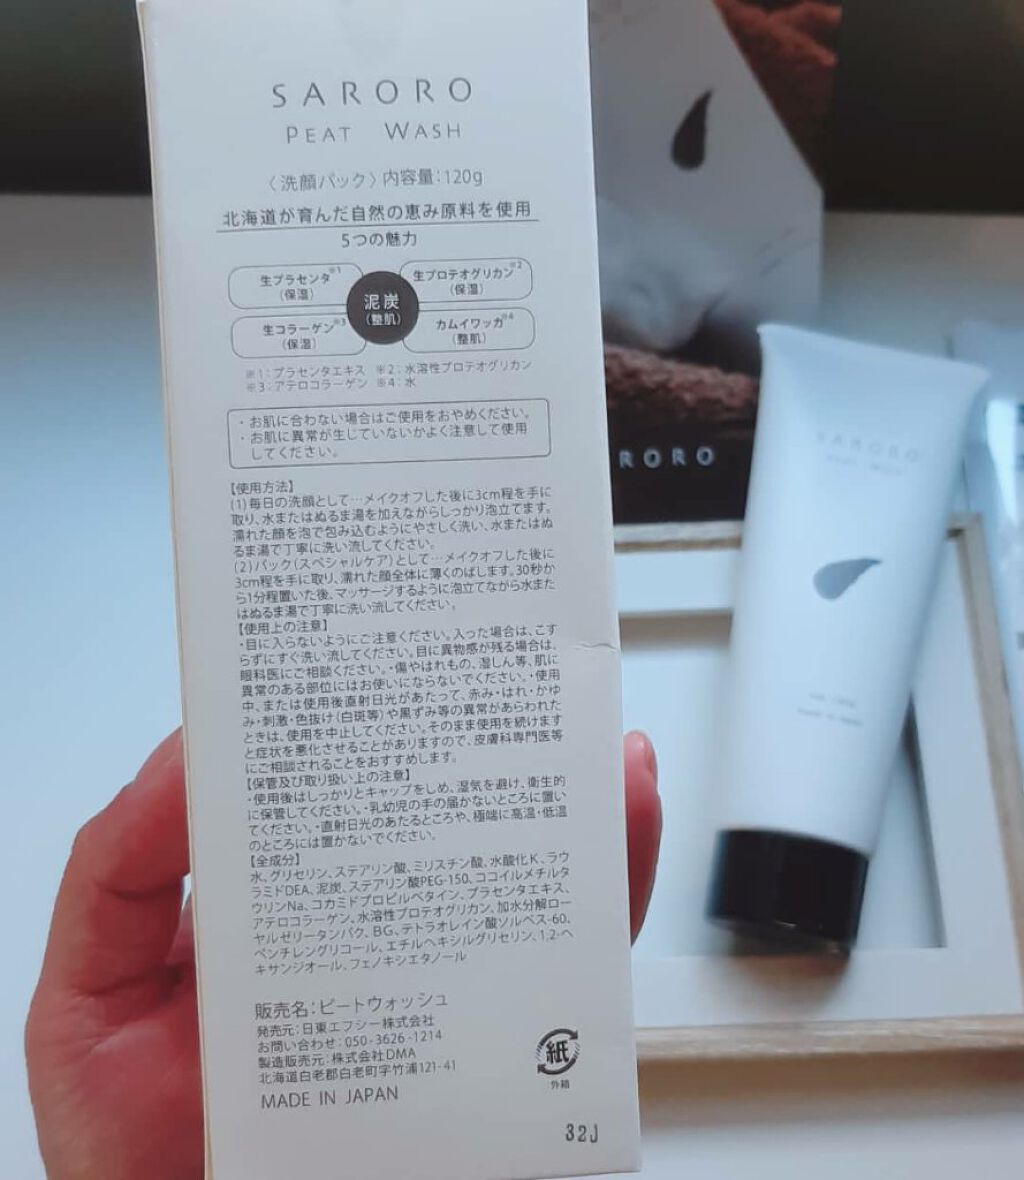 SARORO
PEAT WASH
〈洗顔パック〉内容量:120g
北海道が育んだ自然の恵み原料を使用
5つの魅力
生プラセンタ※1
(保湿)
生プロテオグリカン※2
(保湿)
泥炭
(整肌)
生コラーゲン※3
(保湿)
カムイワッカ※4
(整肌)
※1:プラセンタエキス ※2:水溶性プロテオグリカン
※3:アテロコラーゲン ※4:水
・お肌に合わない場合はご使用をおやめください。
・お肌に異常が生じていないかよく注意して使用
してください。
【使用方法】
(1)毎日の洗顔として…メイクオフした後に3cm程を手に
取り、水またはぬるま湯を加えながらしっかり泡立てます。
濡れた顔を泡で包み込むようにやさしく洗い、水またはぬ
るま湯で丁寧に洗い流してください。
(2)パック(スペシャルケア)として…メイクオフした後に
3cm程を手に取り、濡れた顔全体に薄くのばします。30秒か
ら1分程置いた後、マッサージするように泡立てながら水また
はぬるま湯で丁寧に洗い流してください。
【使用上の注意】
・目に入らないようにご注意ください。入った場合は、こす
らずにすぐ洗い流してください。目に異物感が残る場合は、
眼科医にご相談ください。・傷やはれもの、湿しん等、肌に
異常のある部位にはお使いにならないでください。・使用
中、または使用後直射日光があたって、赤み・はれ・かゆ
み・刺激・色抜け(白斑等)や黒ずみ等の異常があらわれた
ときは、使用を中止してください。そのまま使用を続けます
と症状を悪化させることがありますので、皮膚科専門医等
にご相談されることをおすすめします。
【保管及び取り扱い上の注意】
・使用後はしっかりとキャップをしめ、湿気を避け、衛生的
に保管してください。・乳幼児の手の届かないところに置い
てください。・直射日光のあたるところや、極端に高温・低温
のところには置かないでください。
【全成分】
水、グリセリン、ステアリン酸、ミリスチン酸、水酸化K、ラウ
ラミドDEA、泥炭、ステアリン酸PEG-150、ココイルメチルタ
ウリンNa、コカミドプロピルベタイン、プラセンタエキス、
アテロコラーゲン、水溶性プロテオグリカン、加水分解ロー
ヤルゼリータンパク、BG、テトラオレイン酸ソルベス-60、
ペンチレングリコール、エチルヘキシルグリセリン、1,2-ヘ
キサンジオール、フェノキシエタノール
販売名:ピートウォッシュ
発売元:日東エフシー株式会社
お問い合わせ:050-3626-1214
製造販売元:株式会社DMA
北海道白老郡白老町字竹浦121-41
MADE IN JAPAN
紙
外箱
32J
RORO
SARORO
PEAT WASH